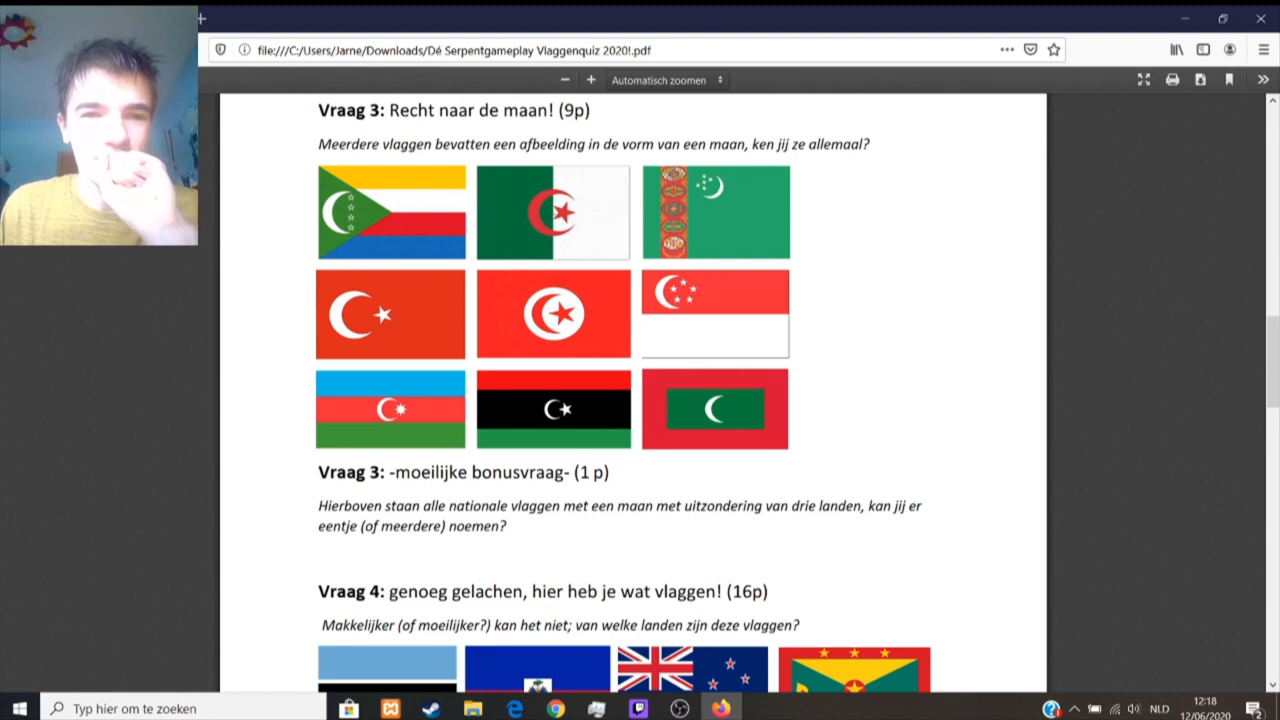 file:///C:/Users/Jarne/Downloads/Dé Serpentgameplay Vlaggenquiz 2020!.pdf
Automatisch zoomen
Vraag 3: Recht naar de maan! (9p)
Meerdere vlaggen bevatten een afbeelding in de vorm van een maan, ken jij ze allemaal?
Vraag 3: -moeilijke bonusvraag- (1 p)
Hierboven staan alle nationale vlaggen met een maan met uitzondering van drie landen, kan jij er
eentje (of meerdere) noemen?
Vraag 4: genoeg gelachen, hier heb je wat vlaggen! (16p)
Makkelijker (of moeilijker?) kan het niet; van welke landen zijn deze vlaggen?
Typ hier om te zoeken
NLD
12:18
12/06/2020
2